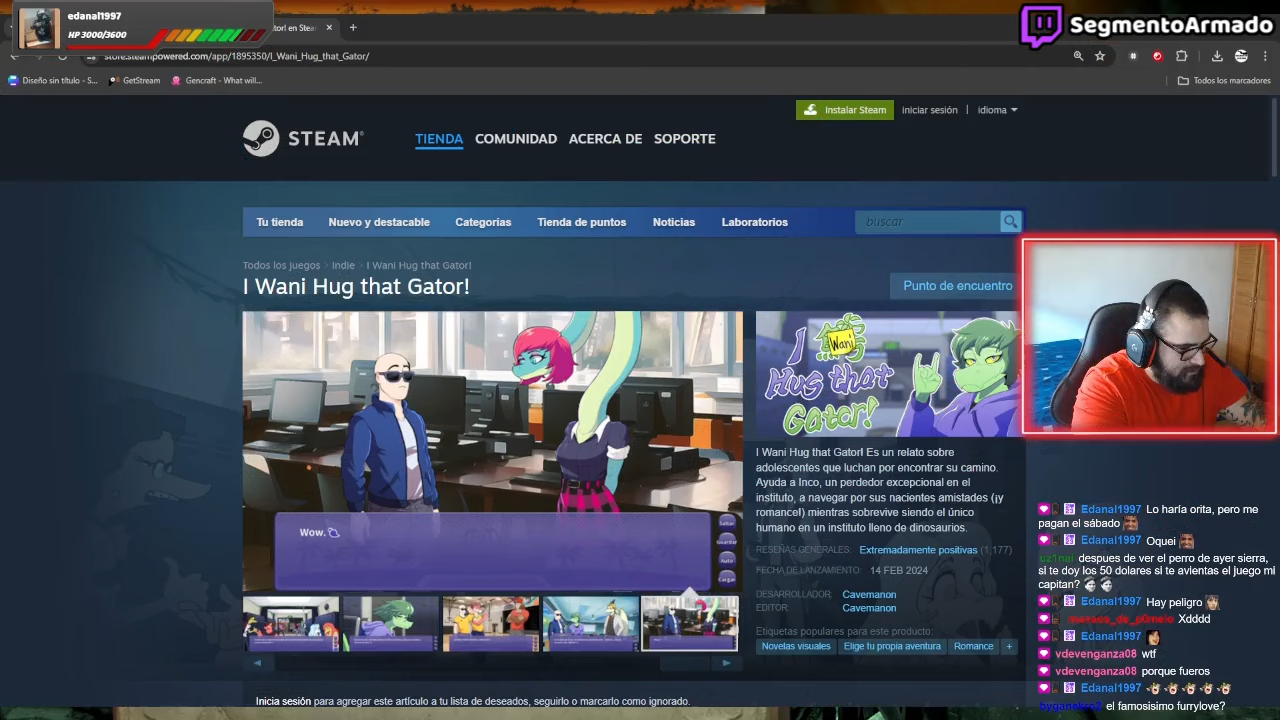 edanal1997
HP 3000/3600
or! en Stea
store.steampowered.com/app/1895350/I_Wani_Hug_that_Gator/
Diseño sin título - S...
GetStream
Gencraft - What will...
Todos los marcadores
SegmentoArmado
Instalar Steam
iniciar sesión
idioma
STEAM
TIENDA
COMUNIDAD
ACERCA DE
SOPORTE
Tu tienda
Nuevo y destacable
Categorías
Tienda de puntos
Noticias
Laboratorios
buscar
Todos los juegos > Indie > I Wani Hug that Gator!
I Wani Hug that Gator!
Punto de encuentro
Wow.
Saltar
Guardar
Auto
Cargar
I
Wani
Hug that
Gator!
I Wani Hug that Gator! Es un relato sobre
adolescentes que luchan por encontrar su camino.
Ayuda a Inco, un perdedor excepcional en el
instituto, a navegar por sus nacientes amistades (¡y
romance!) mientras sobrevive siendo el único
humano en un instituto lleno de dinosaurios.
RESEÑAS GENERALES: Extremadamente positivas (1,177)
FECHA DE LANZAMIENTO: 14 FEB 2024
DESARROLLADOR: Cavemanon
EDITOR: Cavemanon
Etiquetas populares para este producto:
Novelas visuales
Elige tu propia aventura
Romance
+
Inicia sesión para agregar este artículo a tu lista de deseados, seguirlo o marcarlo como ignorado.
Edanal1997 Lo haría orita, pero me
pagan el sábado
Edanal1997 Oquei
uz1nai despues de ver el perro de ayer sierra,
si te doy los 50 dolares si te avientas el juego mi
capitan?
Edanal1997 Hay peligro
Xdddd
Edanal1997
vdevenganza08 wtf
vdevenganza08 porque fueros
Edanal1997
el famosisimo furrylove?